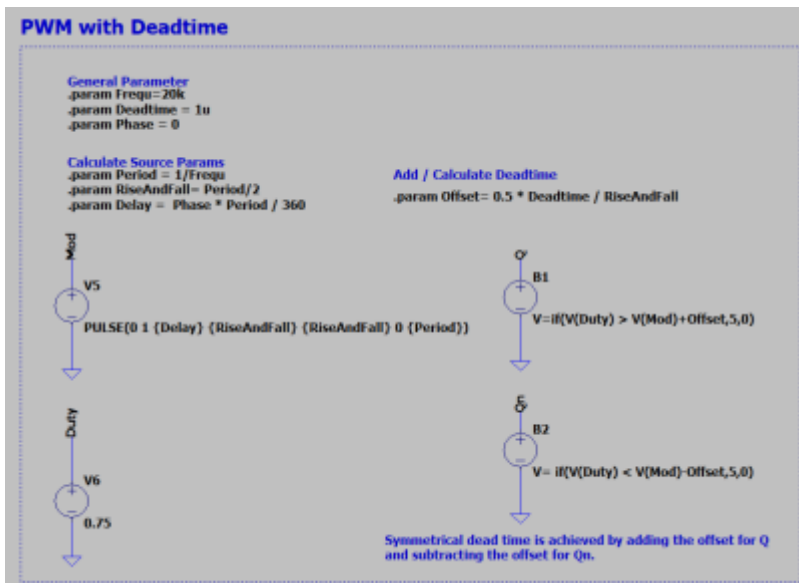 PWM with Deadtime
General Parameter
.param Frequ=20k
.param Deadtime = 1u
.param Phase = 0
Calculate Source Params
.param Period = 1/Frequ
.param RiseAndFall= Period/2
.param Delay = Phase * Period / 360
Add / Calculate Deadtime
.param Offset= 0.5 * Deadtime / RiseAndFall
Mod
V5
PULSE(0 1 {Delay} {RiseAndFall} {RiseAndFall} 0 {Period})
Q
B1
V=if(V(Duty) > V(Mod)+Offset,5,0)
Duty
V6
0.75
Qn
B2
V= if(V(Duty) < V(Mod)-Offset,5,0)
Symmetrical dead time is achieved by adding the offset for Q
and subtracting the offset for Qn.